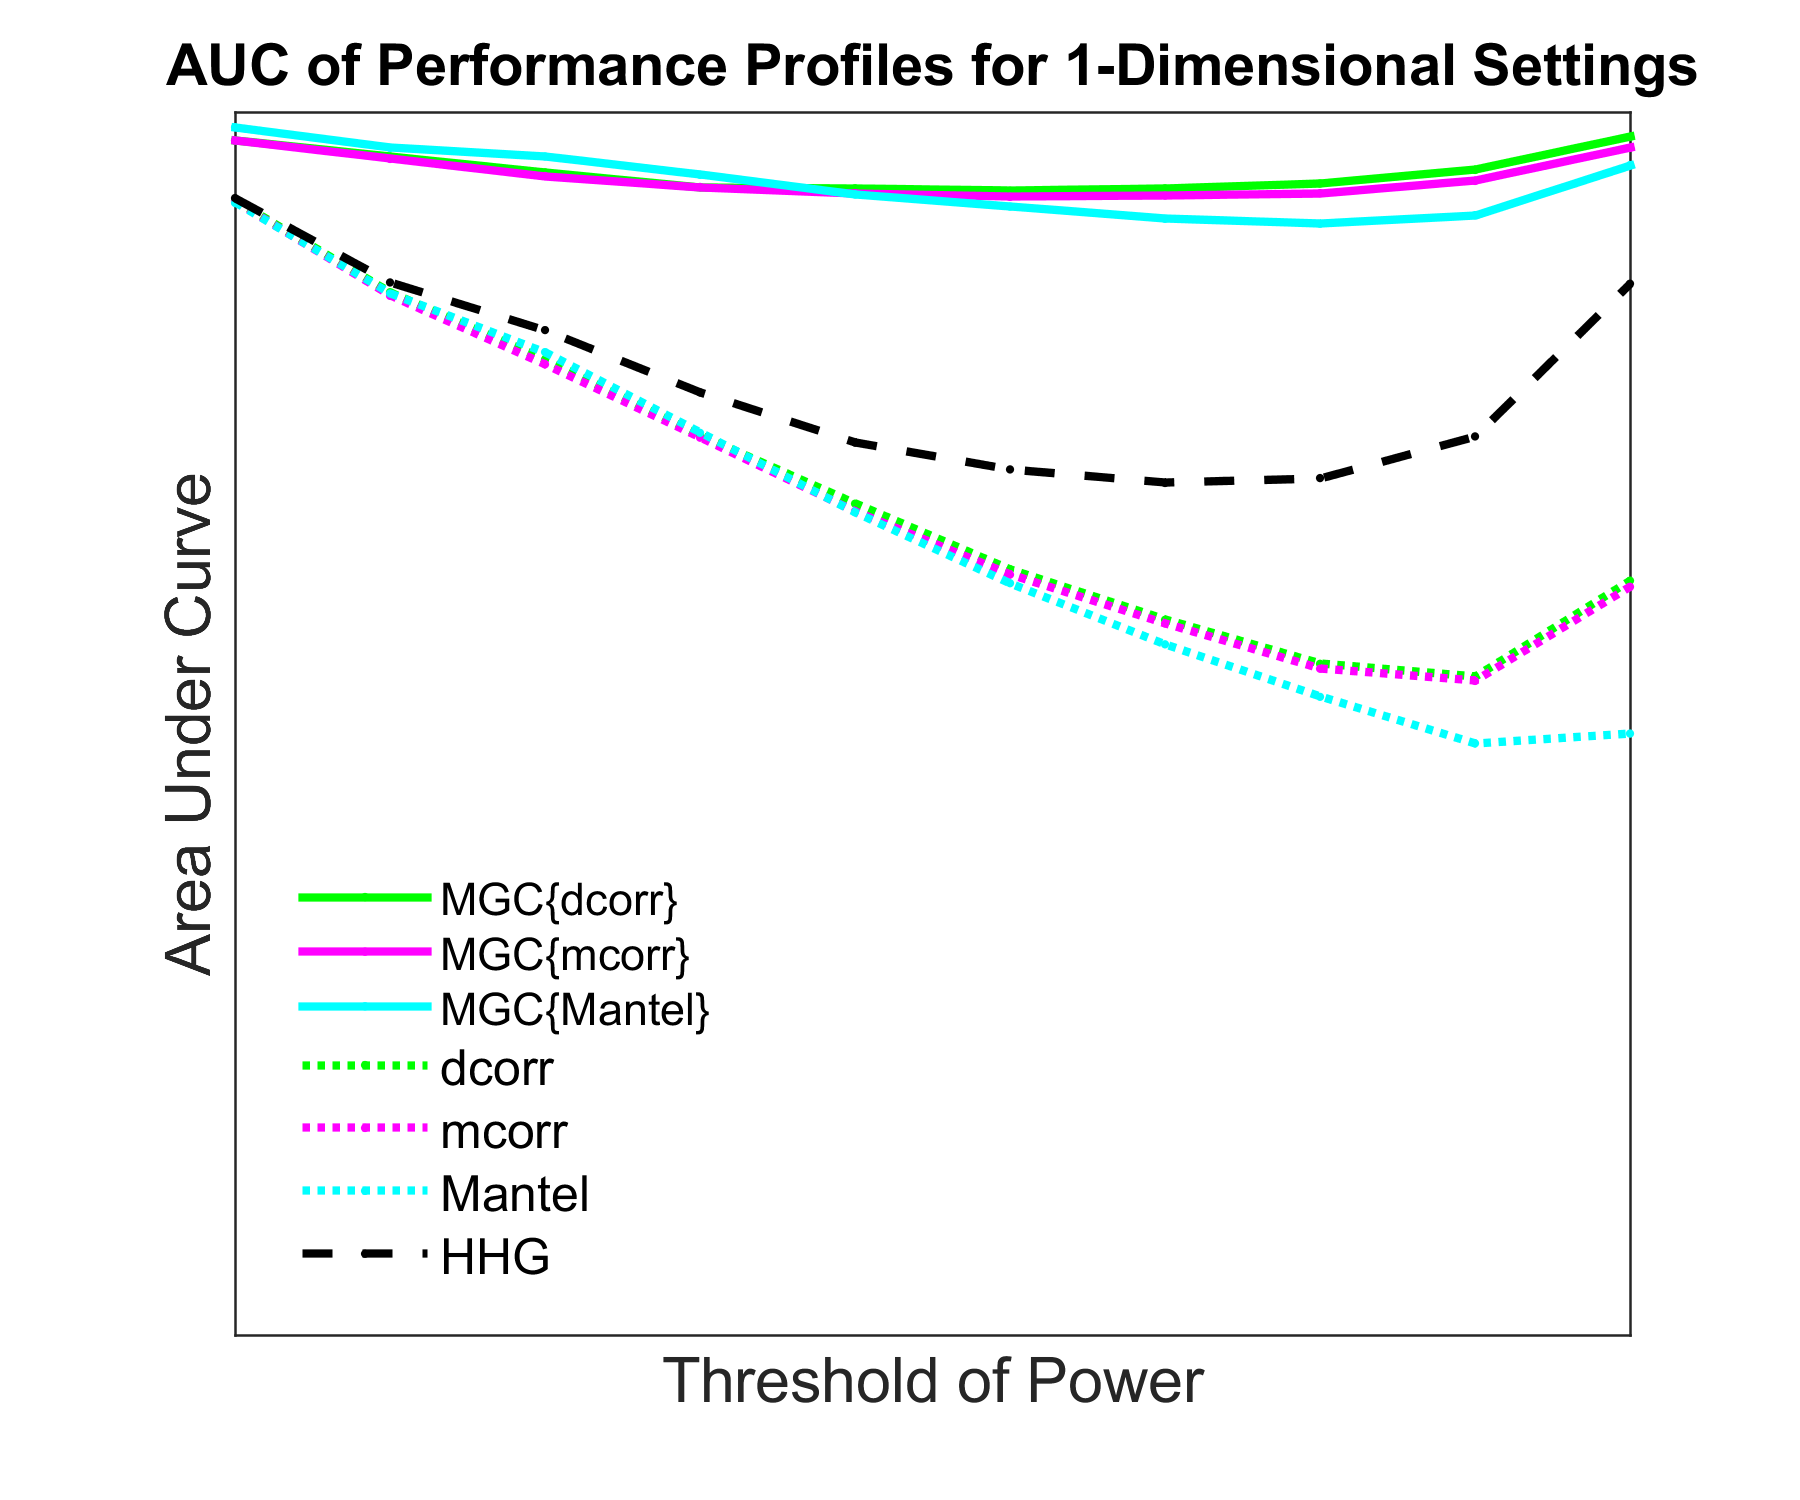 AUC of Performance Profiles for 1-Dimensional Settings
Area Under Curve
MGC{dcorr}
MGC{mcorr}
MGC{Mantel}
dcorr
mcorr
Mantel
HHG
Threshold of Power